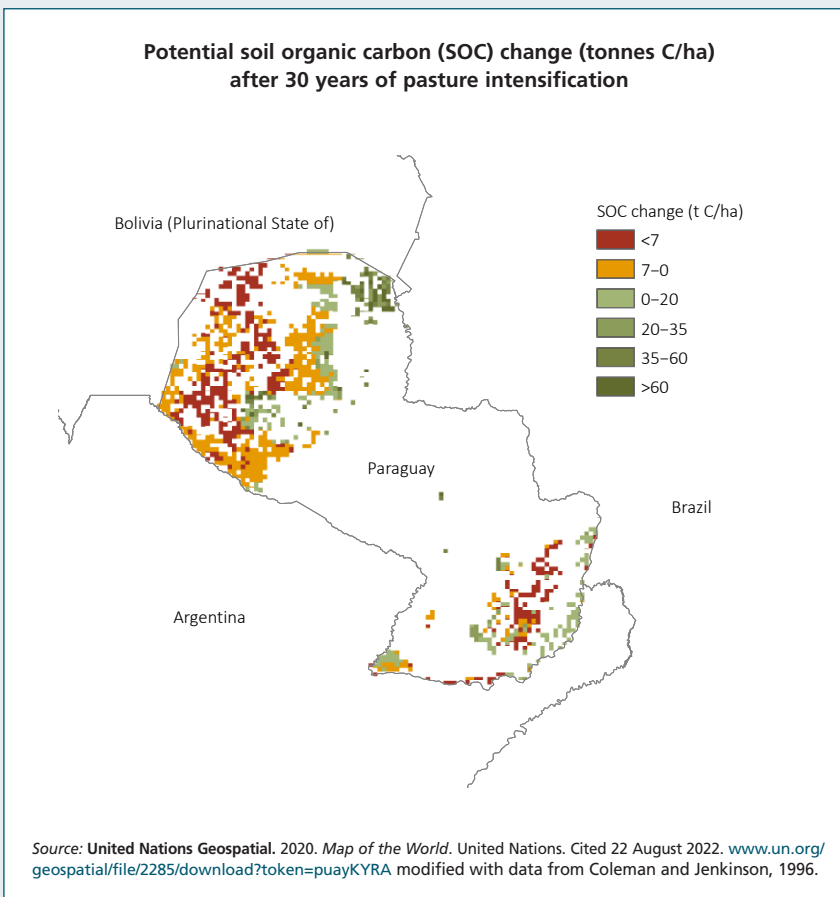 Potential soil organic carbon (SOC) change (tonnes C/ha)
after 30 years of pasture intensification
Bolivia (Plurinational State of)
SOC change (t C/ha)
<7
7–0
0–20
20–35
35–60
>60
Paraguay
Brazil
Argentina
Source: United Nations Geospatial. 2020. Map of the World. United Nations. Cited 22 August 2022. www.un.org/
geospatial/file/2285/download?token=puayKYRA modified with data from Coleman and Jenkinson, 1996.